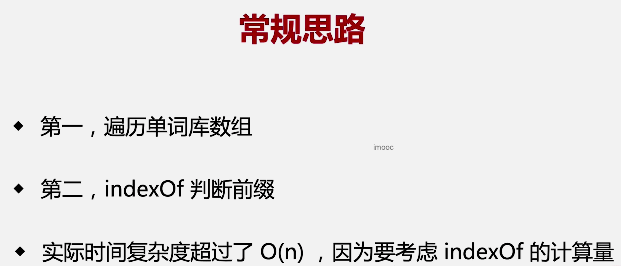 常规思路
◆ 第一，遍历单词库数组
imooc
◆ 第二，indexOf 判断前缀
◆ 实际时间复杂度超过了 O(n) ，因为要考虑 indexOf 的计算量